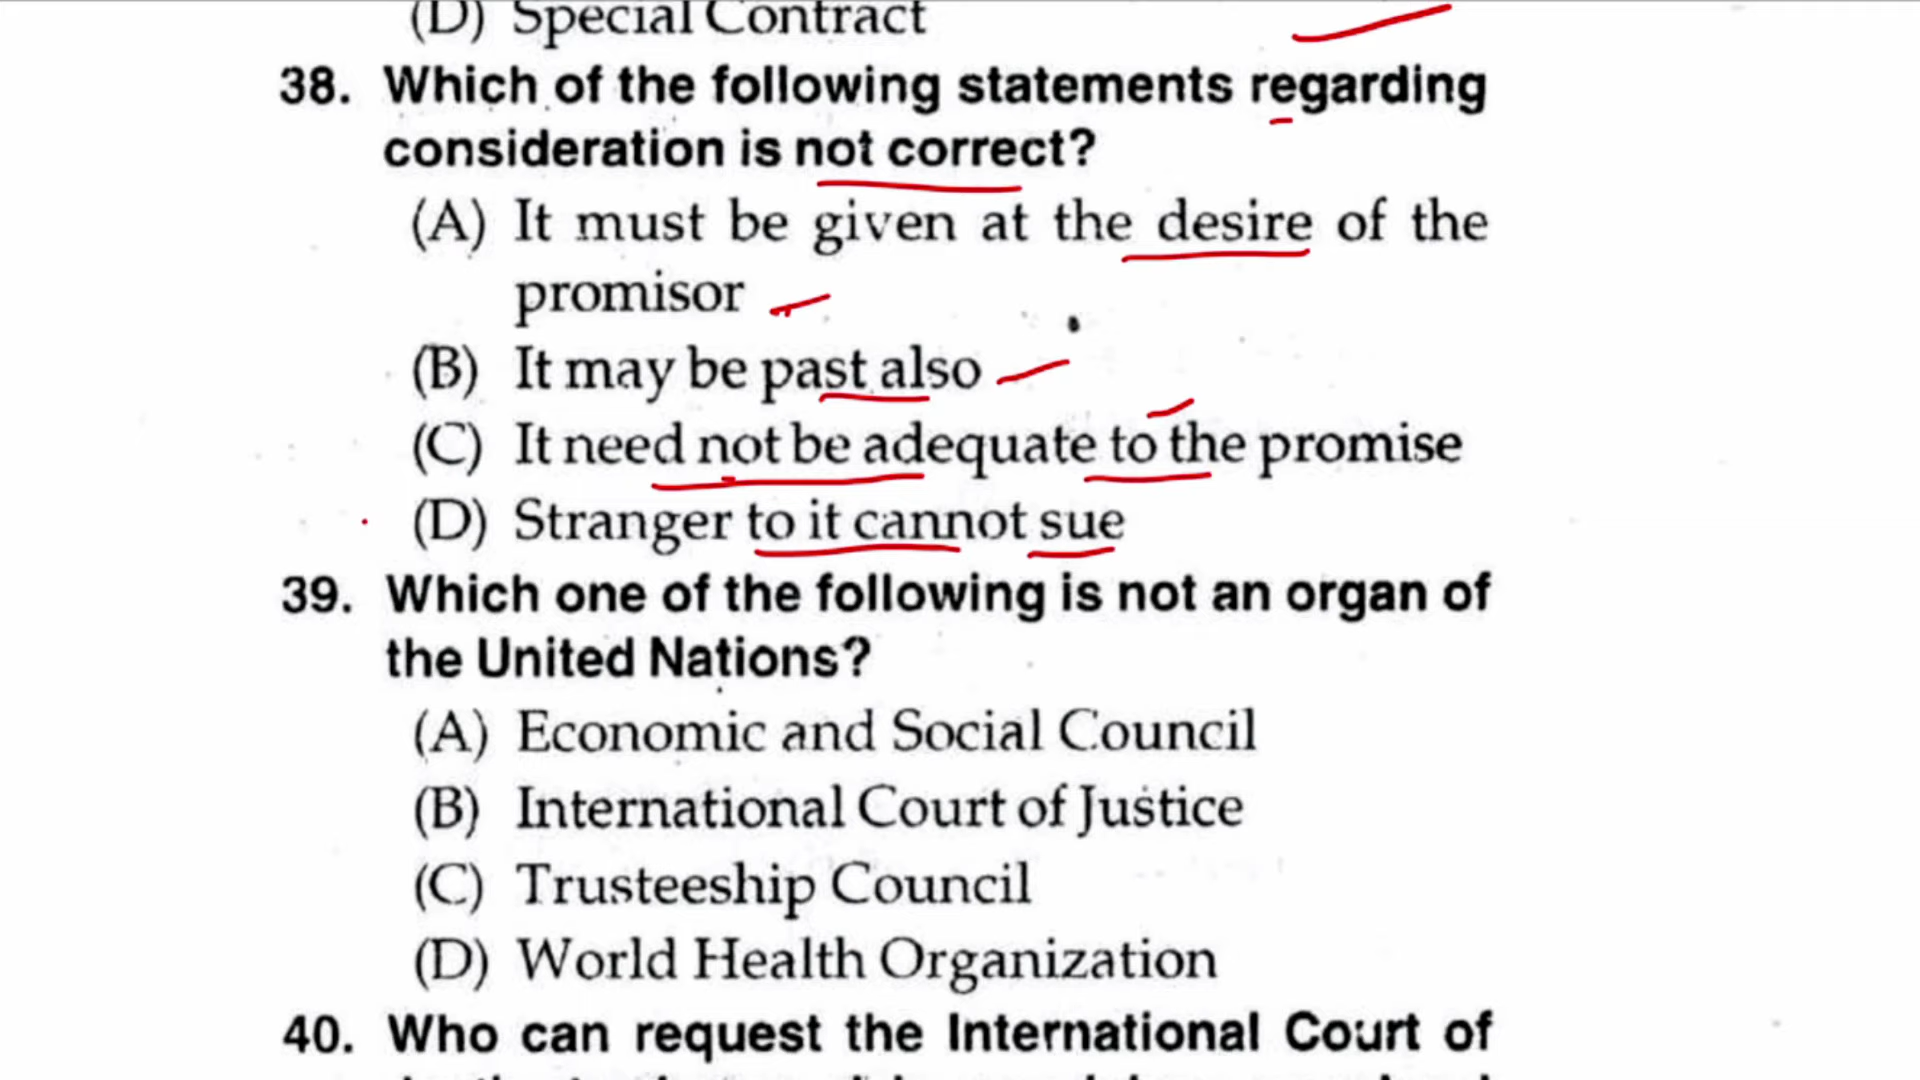 (D) Special Contract
38. Which of the following statements regarding
consideration is not correct?
(A) It must be given at the desire of the
promisor
(B) It may be past also
(C) It need not be adequate to the promise
(D) Stranger to it cannot sue
39. Which one of the following is not an organ of
the United Nations?
(A) Economic and Social Council
(B) International Court of Justice
(C) Trusteeship Council
(D) World Health Organization
40. Who can request the International Court of